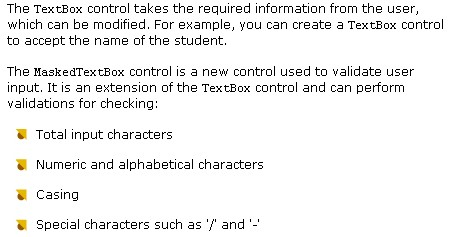 The TextBox control takes the required information from the user,
which can be modified. For example, you can create a TextBox control
to accept the name of the student.
The MaskedTextBox control is a new control used to validate user
input. It is an extension of the TextBox control and can perform
validations for checking:
Total input characters
Numeric and alphabetical characters
Casing
Special characters such as '/' and '-'